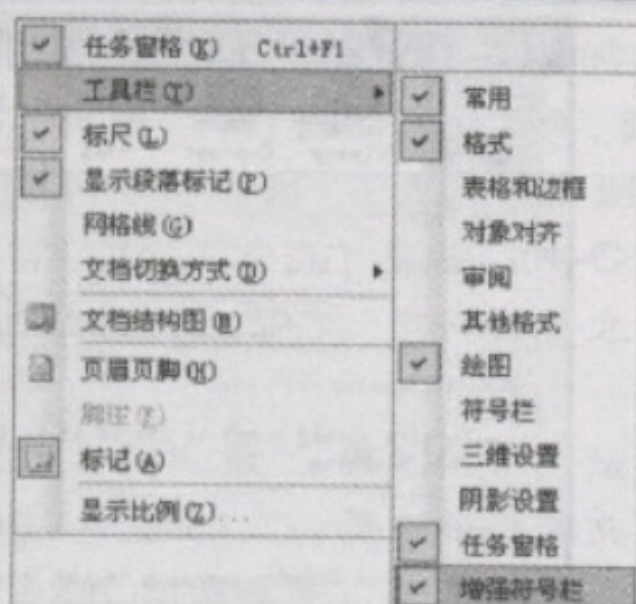 任务窗格(K) Ctrl+F1
工具栏(T)
标尺(L)
显示段落标记(P)
网格线(G)
文档切换方式(D)
文档结构图(M)
页眉页脚(H)
标记(A)
显示比例(Z)...
常用
格式
表格和边框
对象对齐
审阅
其他格式
绘图
符号栏
三维设置
阴影设置
任务窗格
增强符号栏